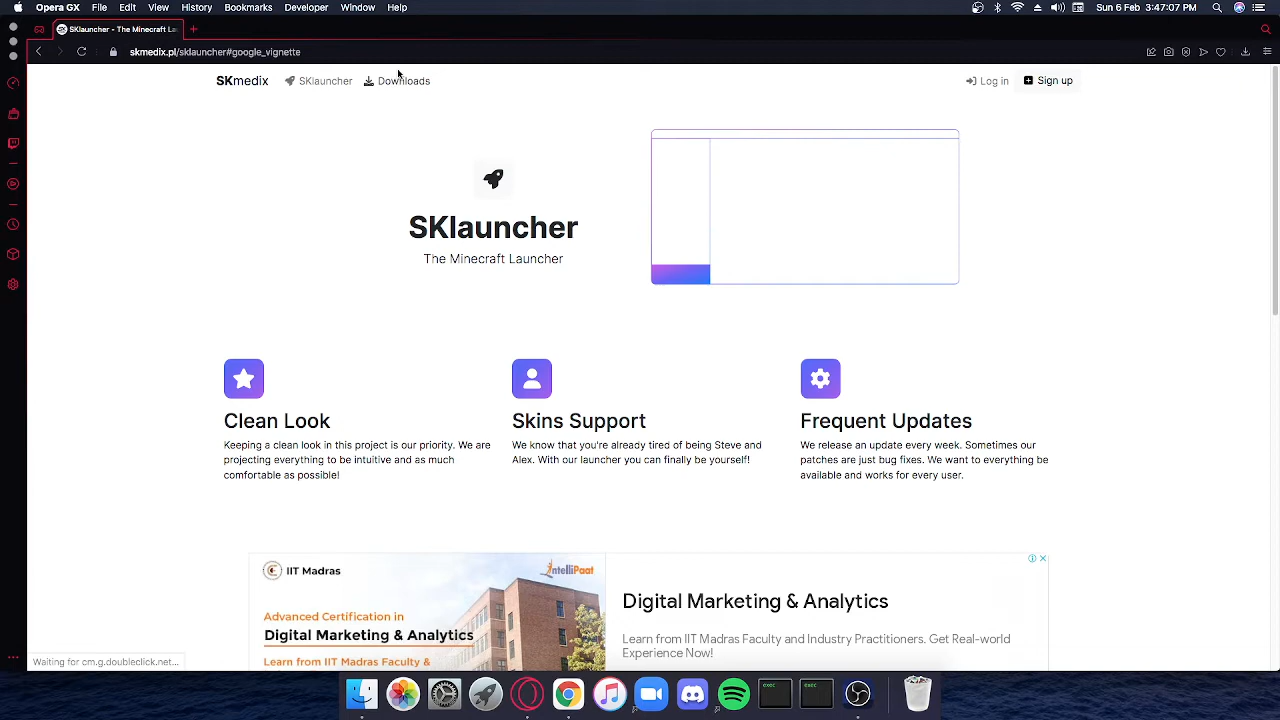 Opera GX File Edit View History Bookmarks Developer Window Help Sun 6 Feb 3:47:07 PM
SKlauncher - The Minecraft La
skmedix.pl/sklauncher#google_vignette
SKmedix SKlauncher Downloads Log in Sign up
SKlauncher
The Minecraft Launcher
Clean Look
Keeping a clean look in this project is our priority. We are
projecting everything to be intuitive and as much
comfortable as possible!
Skins Support
We know that you're already tired of being Steve and
Alex. With our launcher you can finally be yourself!
Frequent Updates
We release an update every week. Sometimes our
patches are just bug fixes. We want to everything be
available and works for every user.
IIT Madras intelliPaat
Advanced Certification in
Digital Marketing & Analytics
Learn from IIT Madras Faculty &
Digital Marketing & Analytics
Learn from IIT Madras Faculty and Industry Practitioners. Get Real-world
Experience Now!
Waiting for cm.g.doubleclick.net...
exec exec